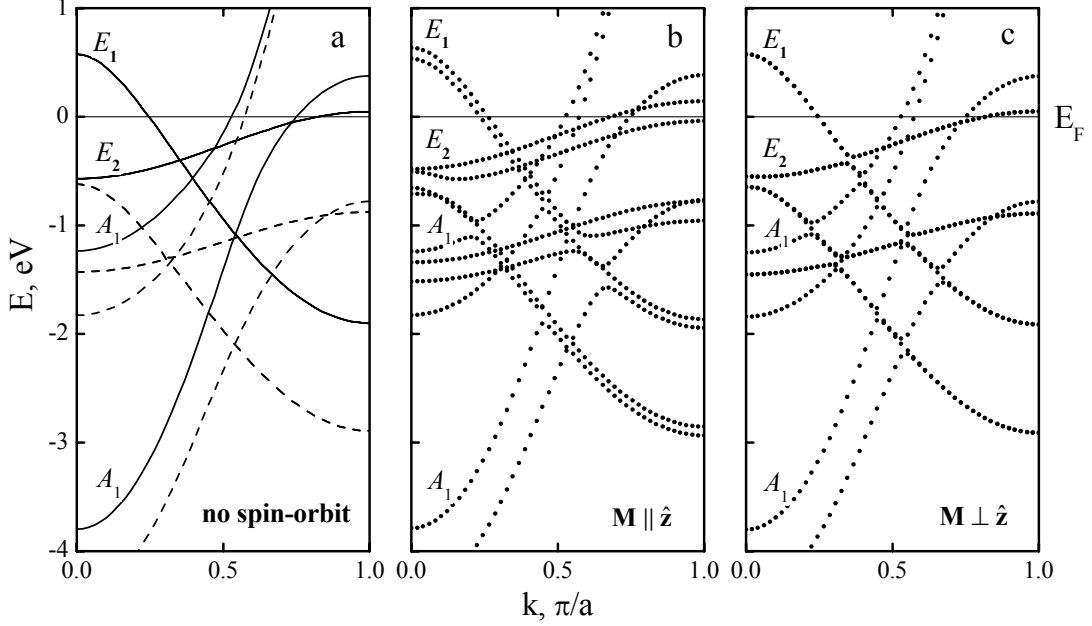 1
0
-1
-2
-3
-4
E, eV
a
E₁
E₂
A₁
A₁
no spin-orbit
0.0 0.5 1.0
b
E₁
E₂
A₁
A₁
M || ẑ
0.0 0.5 1.0
c
E₁
E₂
A₁
A₁
M ⊥ ẑ
0.0 0.5 1.0
E_F
k, π/a